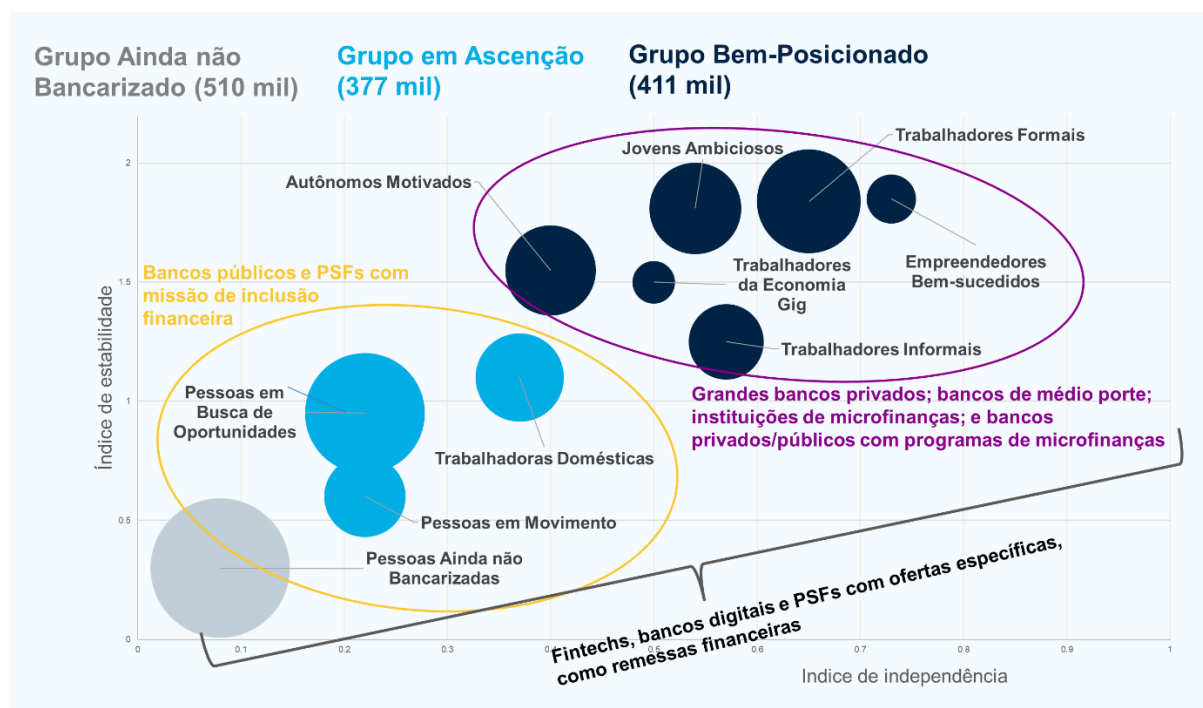 Grupo Ainda não
Bancarizado (510 mil)
Grupo em Ascenção
(377 mil)
Grupo Bem-Posicionado
(411 mil)
Trabalhadores Formais
Jovens Ambiciosos
Autônomos Motivados
Trabalhadores
da Economia
Gig
Empreendedores
Bem-sucedidos
Trabalhadores Informais
Bancos públicos e PSFs com
missão de inclusão
financeira
Pessoas em
Busca de
Oportunidades
Trabalhadoras Domésticas
Grandes bancos privados; bancos de médio porte;
instituições de microfinanças; e bancos
privados/públicos com programas de microfinanças
Pessoas em Movimento
Pessoas Ainda não
Bancarizadas
Fintechs, bancos digitais e PSFs com ofertas específicas,
como remessas financeiras
Índice de estabilidade
2
1.5
1
0.5
0
0
0.1
0.2
0.3
0.4
0.5
0.6
0.7
0.8
0.9
1
Indice de independência